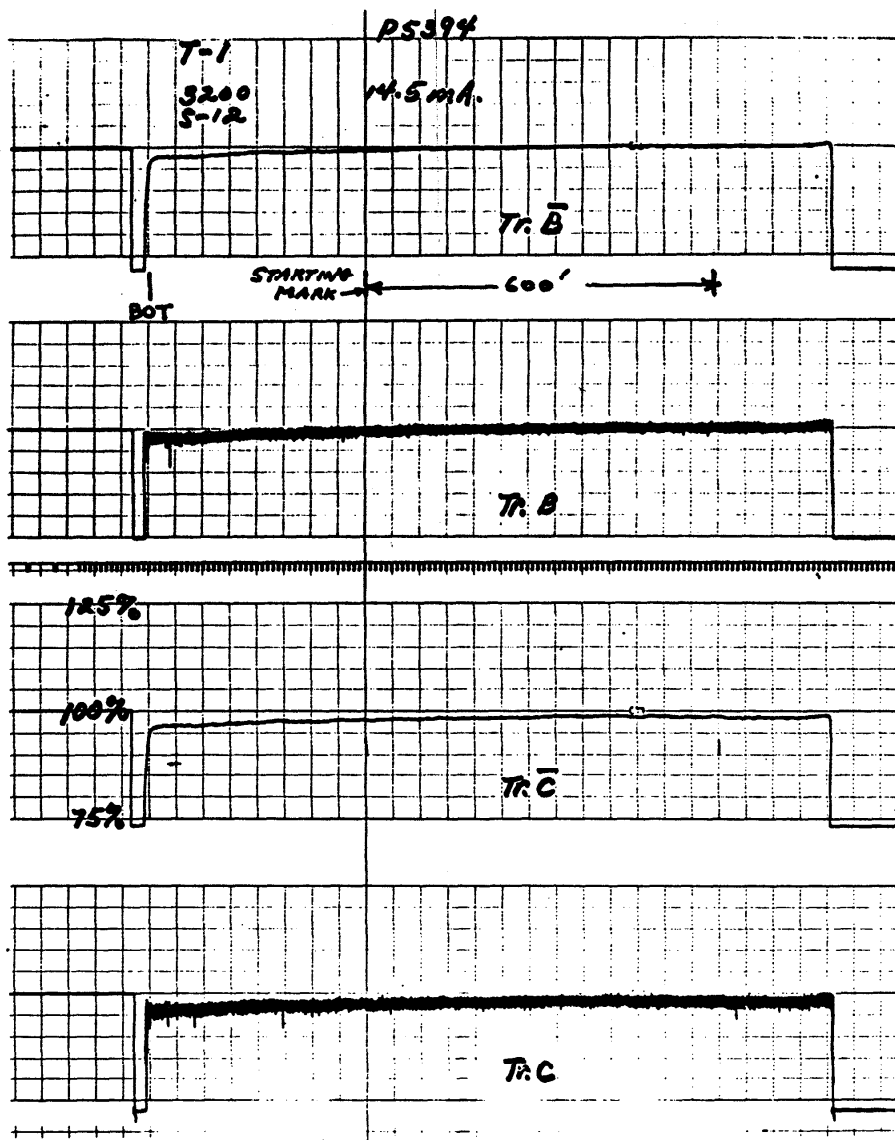 P5394
T-1
3200
S-12
14.5 mA.
Tr. B̅
STARTING
MARK
600'
BOT
Tr. B
125%
100%
Tr. C̅
75%
Tr. C